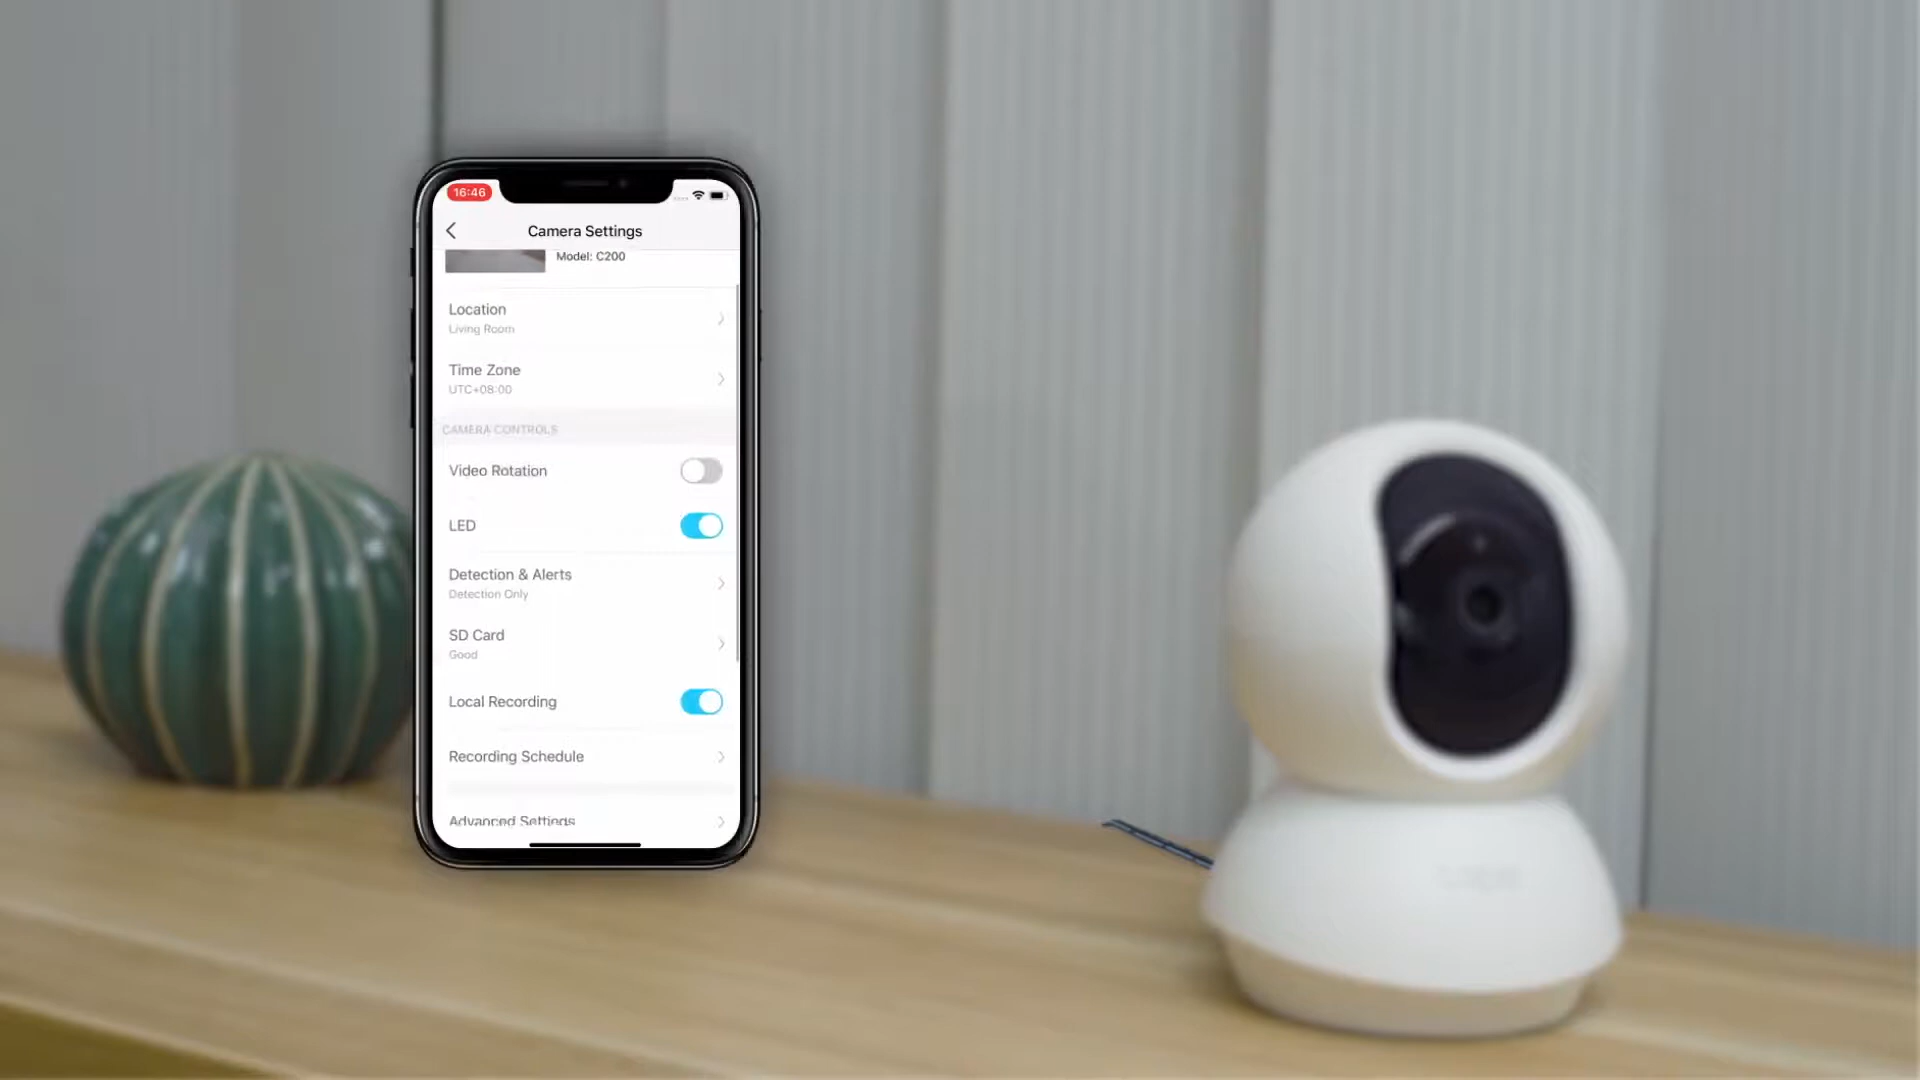 16:46
Camera Settings
Model: C200
Location
Living Room
Time Zone
UTC+08:00
CAMERA CONTROLS
Video Rotation
LED
Detection & Alerts
Detection Only
SD Card
Good
Local Recording
Recording Schedule
Advanced Settings